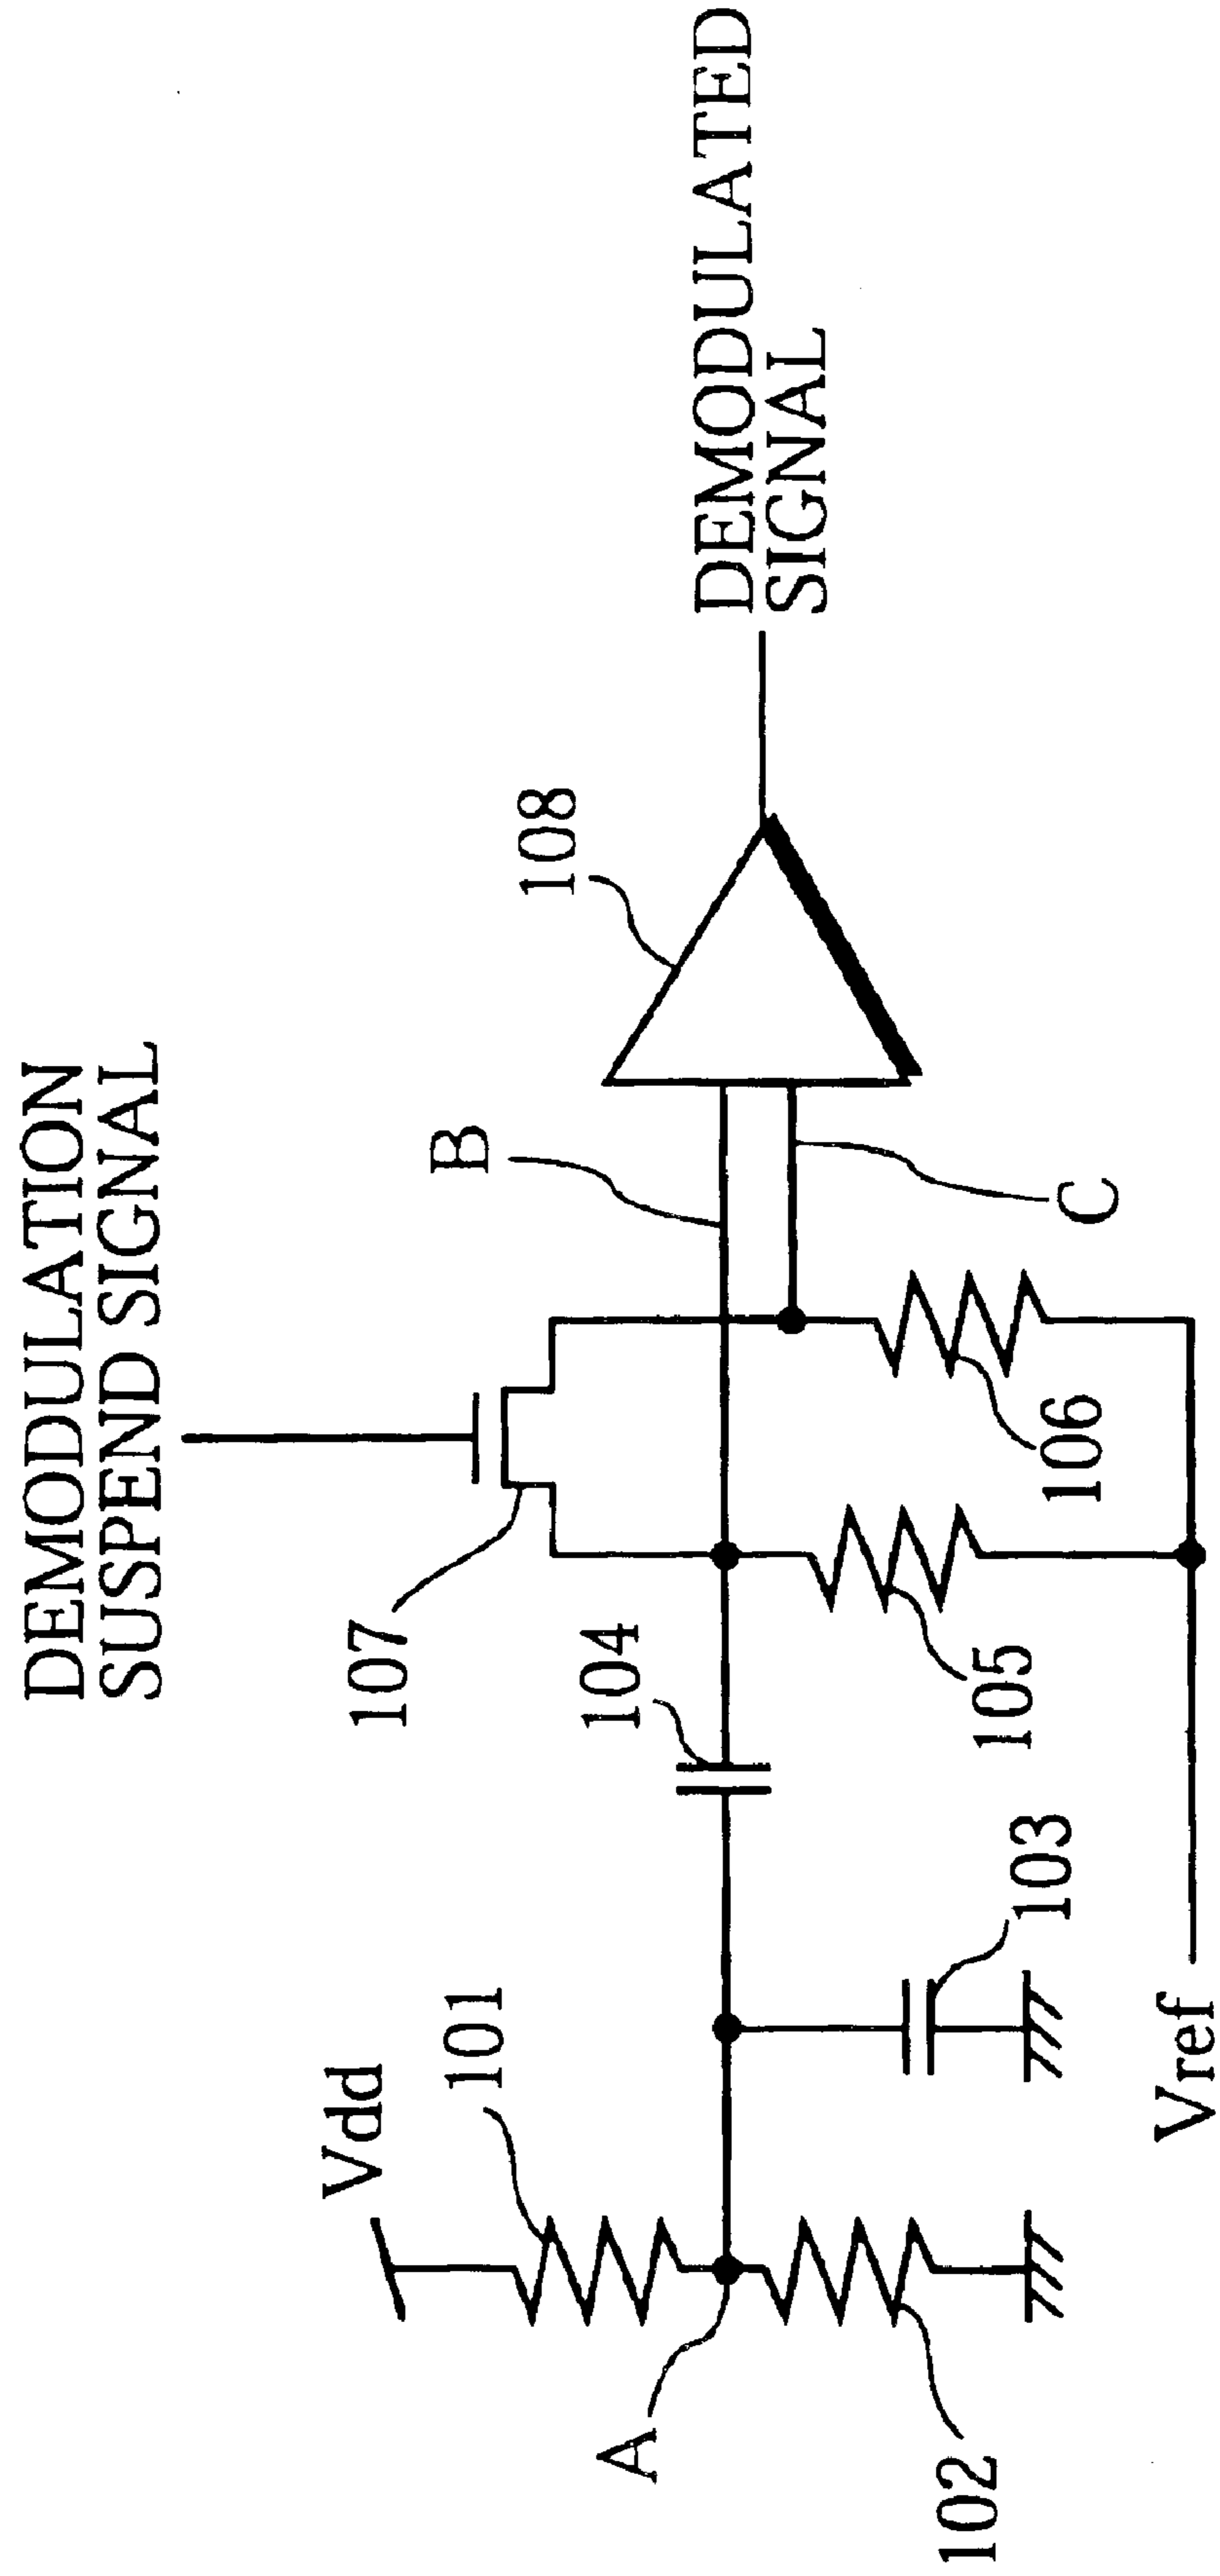 DEMODULATION
SUSPEND SIGNAL
107
B
108
DEMODULATED
SIGNAL
Vdd
101
104
A
102
103
105
106
C
Vref